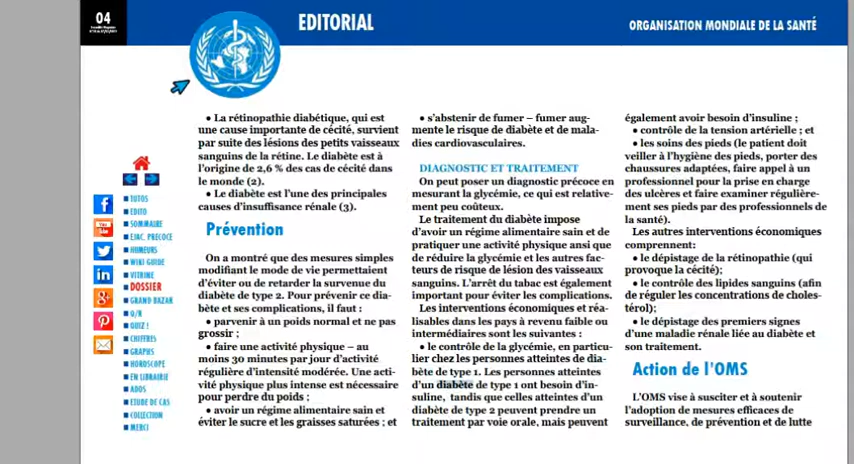 04
EDITORIAL
ORGANISATION MONDIALE DE LA SANTÉ
TUTOS
EDITO
SOMMAIRE
EJAC. PRECOCE
HUMEURS
WIKI GUIDE
VITRINE
DOSSIER
GRAND BAZAR
Q/R
QUIZ !
CHIFFRES
GRAPHS
HOROSCOPE
EN LIBRAIRIE
ADOS
ETUDE DE CAS
COLLECTION
MERCI
• La rétinopathie diabétique, qui est
une cause importante de cécité, survient
par suite des lésions des petits vaisseaux
sanguins de la rétine. Le diabète est à
l'origine de 2,6 % des cas de cécité dans
le monde (2).
• Le diabète est l'une des principales
causes d'insuffisance rénale (3).
Prévention
On a montré que des mesures simples
modifiant le mode de vie permettaient
d'éviter ou de retarder la survenue du
diabète de type 2. Pour prévenir ce dia-
bète et ses complications, il faut :
• parvenir à un poids normal et ne pas
grossir ;
• faire une activité physique – au
moins 30 minutes par jour d'activité
régulière d'intensité modérée. Une acti-
vité physique plus intense est nécessaire
pour perdre du poids ;
• avoir un régime alimentaire sain et
éviter le sucre et les graisses saturées ; et
• s'abstenir de fumer – fumer aug-
mente le risque de diabète et de mala-
dies cardiovasculaires.
DIAGNOSTIC ET TRAITEMENT
On peut poser un diagnostic précoce en
mesurant la glycémie, ce qui est relative-
ment peu coûteux.
Le traitement du diabète impose
d'avoir un régime alimentaire sain et de
pratiquer une activité physique ansi que
de réduire la glycémie et les autres fac-
teurs de risque de lésion des vaisseaux
sanguins. L'arrêt du tabac est également
important pour éviter les complications.
Les interventions économiques et réa-
lisables dans les pays à revenu faible ou
intermédiaires sont les suivantes :
• le contrôle de la glycémie, en particu-
lier chez les personnes atteintes de dia-
bète de type 1. Les personnes atteintes
d'un diabète de type 1 ont besoin d'in-
suline, tandis que celles atteintes d'un
diabète de type 2 peuvent prendre un
traitement par voie orale, mais peuvent
également avoir besoin d'insuline ;
• contrôle de la tension artérielle ; et
• les soins des pieds (le patient doit
veiller à l'hygiène des pieds, porter des
chaussures adaptées, faire appel à un
professionnel pour la prise en charge
des ulcères et faire examiner régulière-
ment ses pieds par des professionnels de
la santé).
Les autres interventions économiques
comprennent:
• le dépistage de la rétinopathie (qui
provoque la cécité);
• le contrôle des lipides sanguins (afin
de réguler les concentrations de choles-
térol);
• le dépistage des premiers signes
d'une maladie rénale liée au diabète et
son traitement.
Action de l'OMS
L'OMS vise à susciter et à soutenir
l'adoption de mesures efficaces de
surveillance, de prévention et de lutte